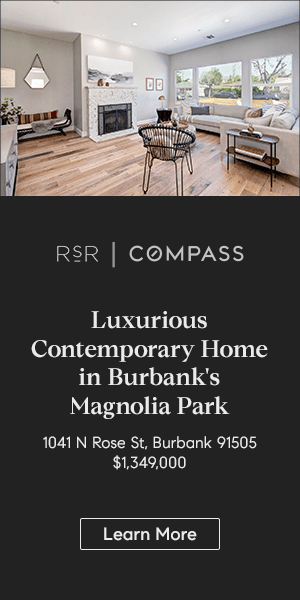 RSR | COMPASS
Luxurious
Contemporary Home
in Burbank's
Magnolia Park
1041 N Rose St, Burbank 91505
$1,349,000
Learn More